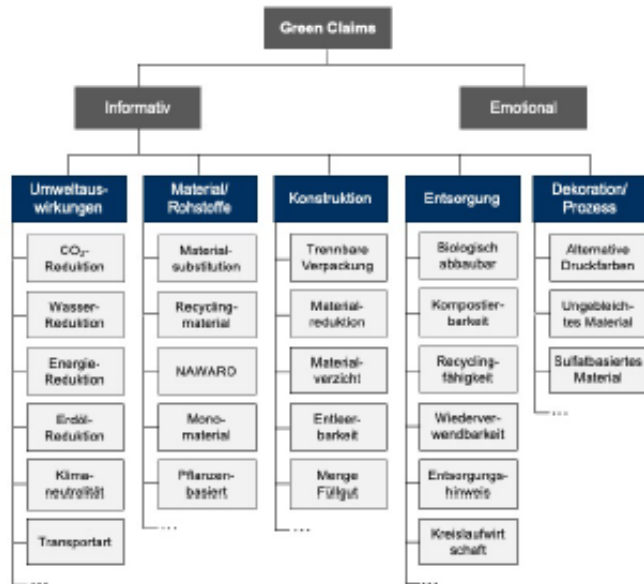 Green Claims
Informativ
Emotional
Umweltaus-
wirkungen
CO₂-
Reduktion
Wasser-
Reduktion
Energie-
Reduktion
Erdöl-
Reduktion
Klima-
neutralität
Transportart
...
Material/
Rohstoffe
Material-
substitution
Recycling-
material
NAWARO
Mono-
material
Pflanzen-
basiert
...
Konstruktion
Trennbare
Verpackung
Material-
reduktion
Material-
verzicht
Entleer-
barkeit
Menge
Füllgut
...
Entsorgung
Biologisch
abbaubar
Kompostier-
barkeit
Recycling-
fähigkeit
Wiederver-
wendbarkeit
Entsorgungs-
hinweis
Kreislaufwirt
schaft
...
Dekoration/
Prozess
Alternative
Druckfarben
Ungebleich-
tes Material
Sulfatbasiertes
Material
...